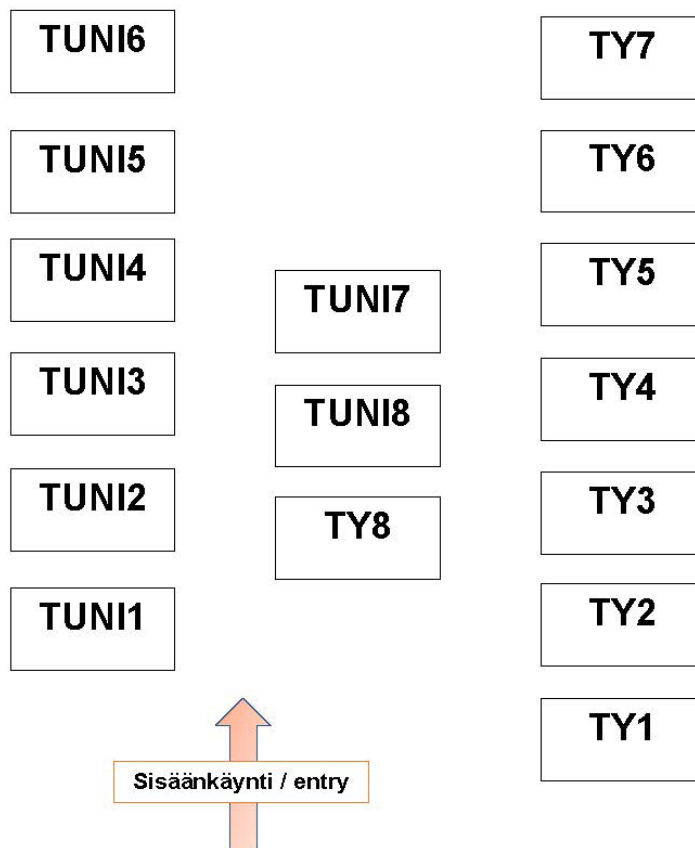 TUNI6
TUNI5
TUNI4
TUNI3
TUNI2
TUNI1
TUNI7
TUNI8
TY8
TY7
TY6
TY5
TY4
TY3
TY2
TY1
Sisäänkäynti / entry